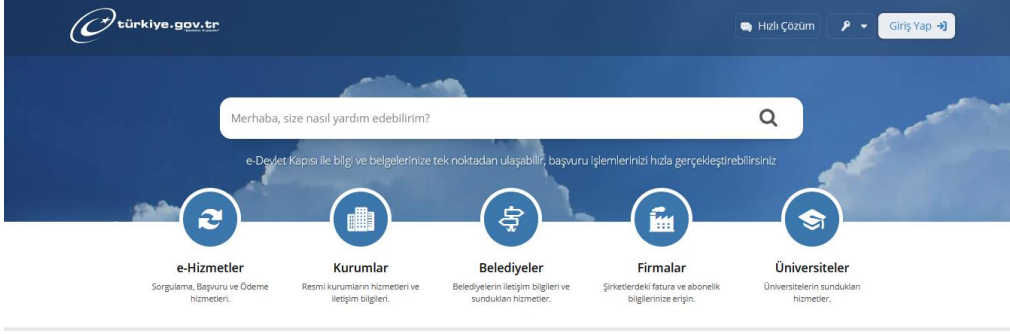 türkiye.gov.tr
Hızlı Çözüm
Giriş Yap
Merhaba, size nasıl yardım edebilirim?
e-Devlet Kapısı ile bilgi ve belgelerinize tek noktadan ulaşabilir, başvuru işlemlerinizi hızla gerçekleştirebilirsiniz
e-Hizmetler
Sorgulama, Başvuru ve Ödeme
hizmetleri.
Kurumlar
Resmi kurumların hizmetleri ve
iletişim bilgileri.
Belediyeler
Belediyelerin iletişim bilgileri ve
sundukları hizmetler.
Firmalar
Şirketlerdeki fatura ve abonelik
bilgilerinize erişin.
Üniversiteler
Üniversitelerin sundukları
hizmetler.